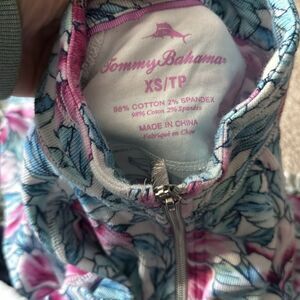 Tommy Bahama
XS/TP
98% COTTON 2% SPANDEX
98% Coton 2% Spandex
MADE IN CHINA
Fabriqué en Chine